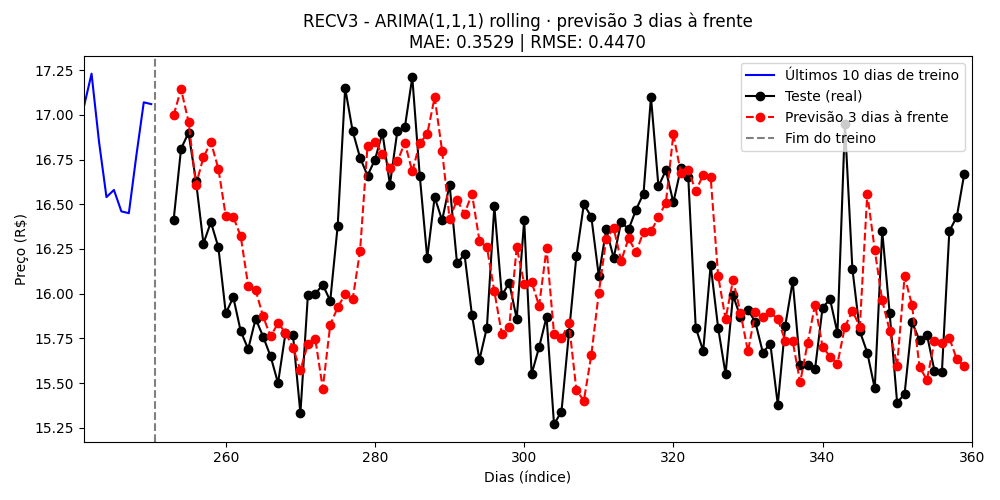 RECV3 - ARIMA(1,1,1) rolling · previsão 3 dias à frente
MAE: 0.3529 | RMSE: 0.4470
Últimos 10 dias de treino
Teste (real)
Previsão 3 dias à frente
Fim do treino
Preço (R$)
17.25
17.00
16.75
16.50
16.25
16.00
15.75
15.50
15.25
260
280
300
320
340
360
Dias (índice)